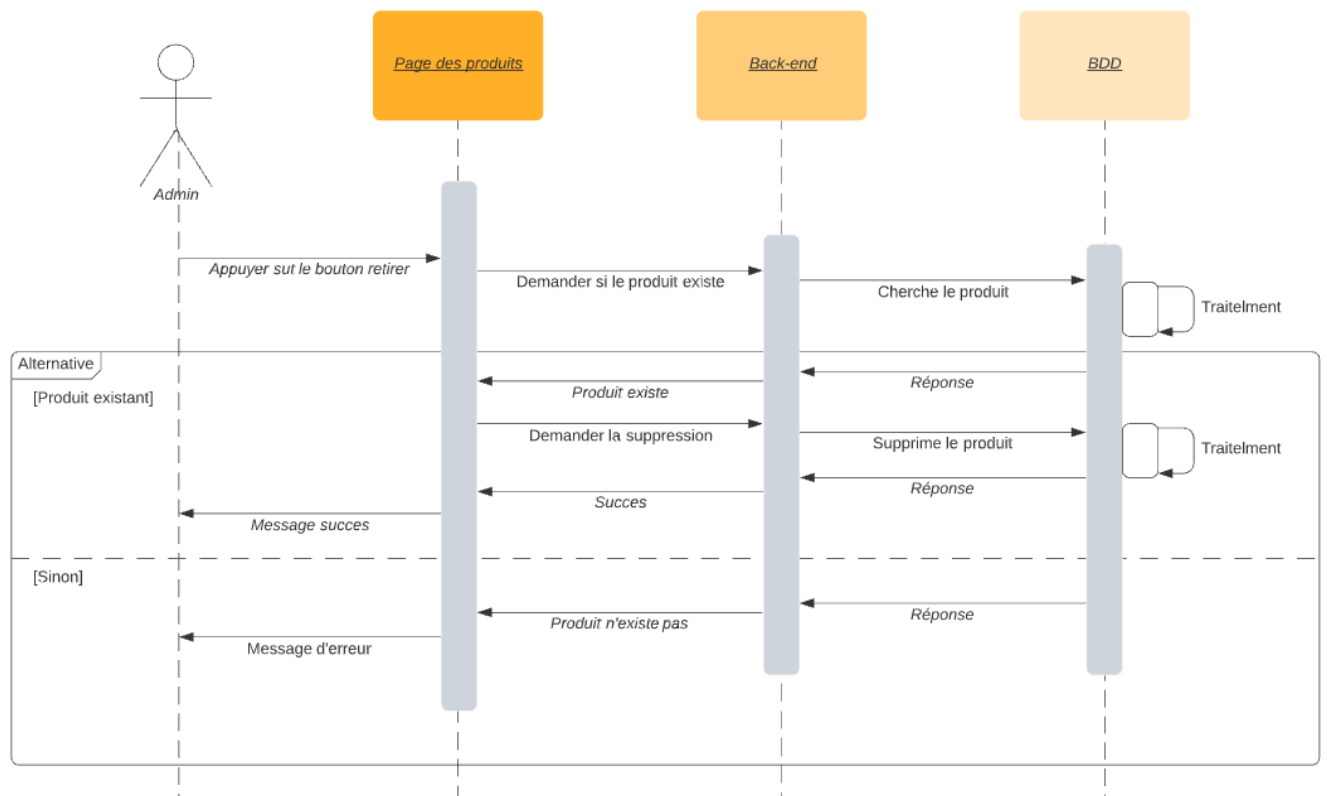 Page des produits
Back-end
BDD
Admin
Appuyer sut le bouton retirer
Demander si le produit existe
Cherche le produit
Traitelment
Alternative
[Produit existant]
Réponse
Produit existe
Demander la suppression
Supprime le produit
Traitelment
Réponse
Succes
Message succes
[Sinon]
Réponse
Produit n'existe pas
Message d'erreur